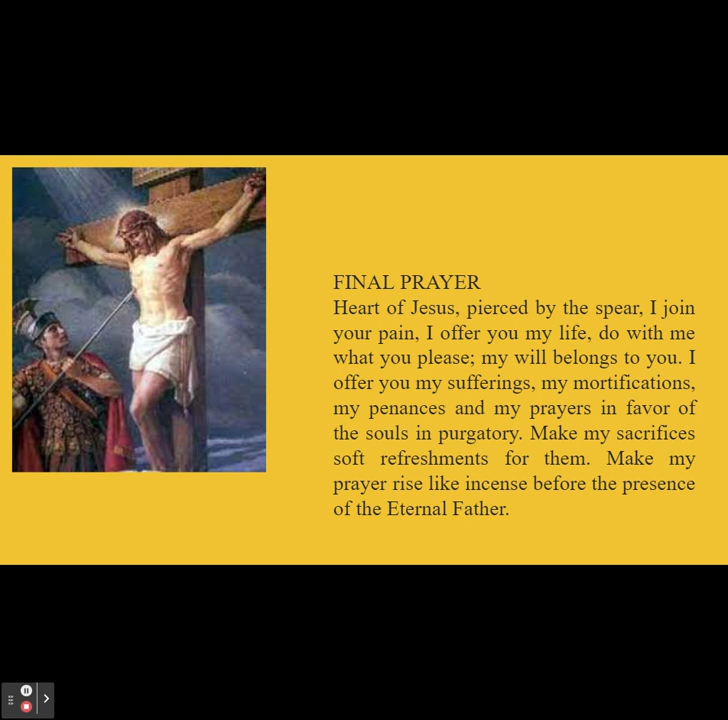 FINAL PRAYER
Heart of Jesus, pierced by the spear, I join
your pain, I offer you my life, do with me
what you please; my will belongs to you. I
offer you my sufferings, my mortifications,
my penances and my prayers in favor of
the souls in purgatory. Make my sacrifices
soft refreshments for them. Make my
prayer rise like incense before the presence
of the Eternal Father.